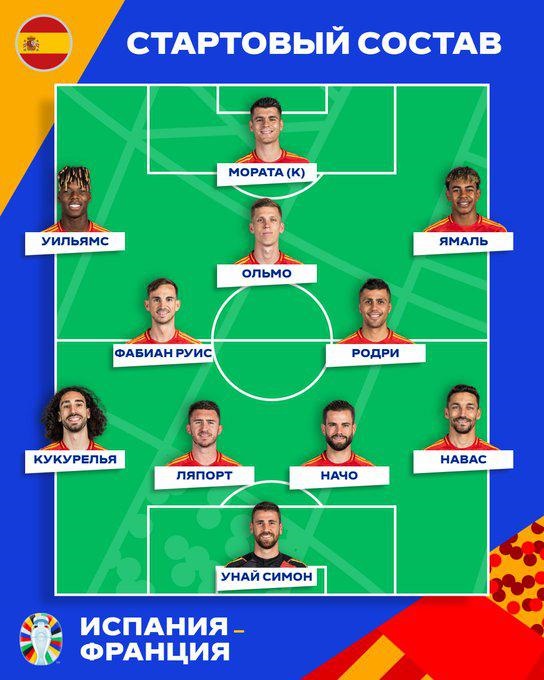 СТАРТОВЫЙ СОСТАВ
МОРАТА (К)
УИЛЬЯМС
ОЛЬМО
ЯМАЛЬ
ФАБИАН РУИС
РОДРИ
КУКУРЕЛЬЯ
ЛЯПОРТ
НАЧО
НАВАС
УНАЙ СИМОН
ИСПАНИЯ –
ФРАНЦИЯ